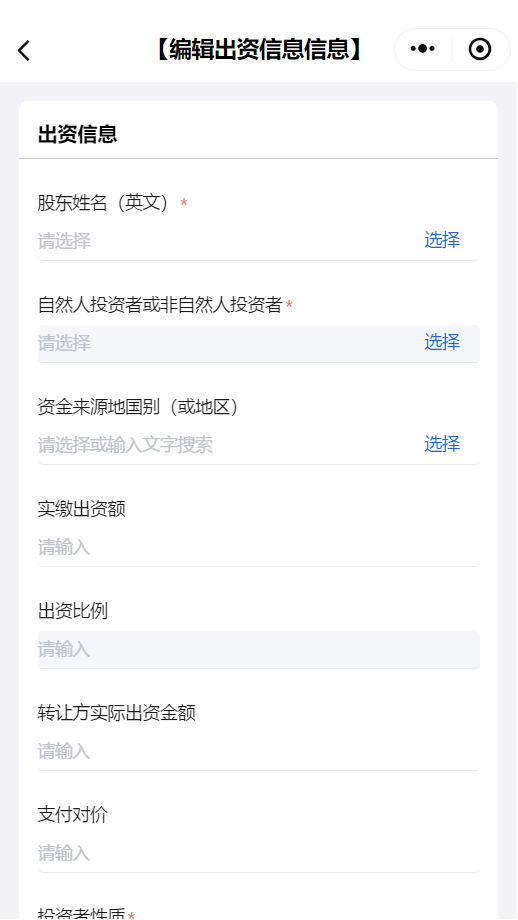 【编辑出资信息信息】
出资信息
股东姓名（英文） *
请选择 选择
自然人投资者或非自然人投资者*
请选择 选择
资金来源地国别（或地区）
请选择或输入文字搜索 选择
实缴出资额
请输入
出资比例
请输入
转让方实际出资金额
请输入
支付对价
请输入
投资者性质*